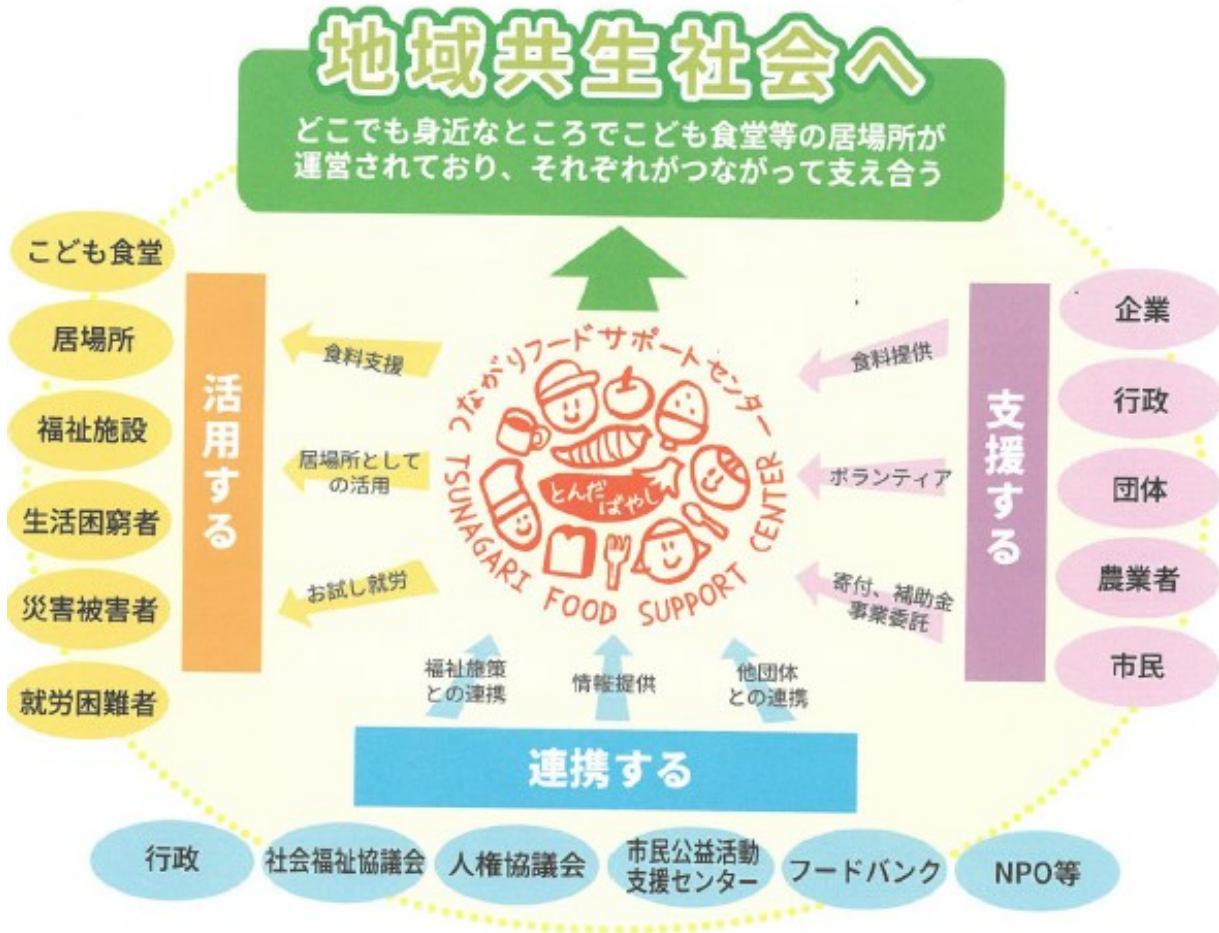 地域共生社会へ
どこでも身近なところでこども食堂等の居場所が
運営されており、それぞれがつながって支え合う
こども食堂
居場所
福祉施設
生活困窮者
災害被害者
就労困難者
活用する
食料支援
居場所として
の活用
お試し就労
つながりフードサポートセンター
とんだ
ばやし
TSUNAGARI FOOD SUPPORT CENTER
食料提供
ボランティア
寄付、補助金
事業委託
支援する
企業
行政
団体
農業者
市民
福祉施策
との連携
情報提供
他団体
との連携
連携する
行政
社会福祉協議会
人権協議会
市民公益活動
支援センター
フードバンク
NPO等